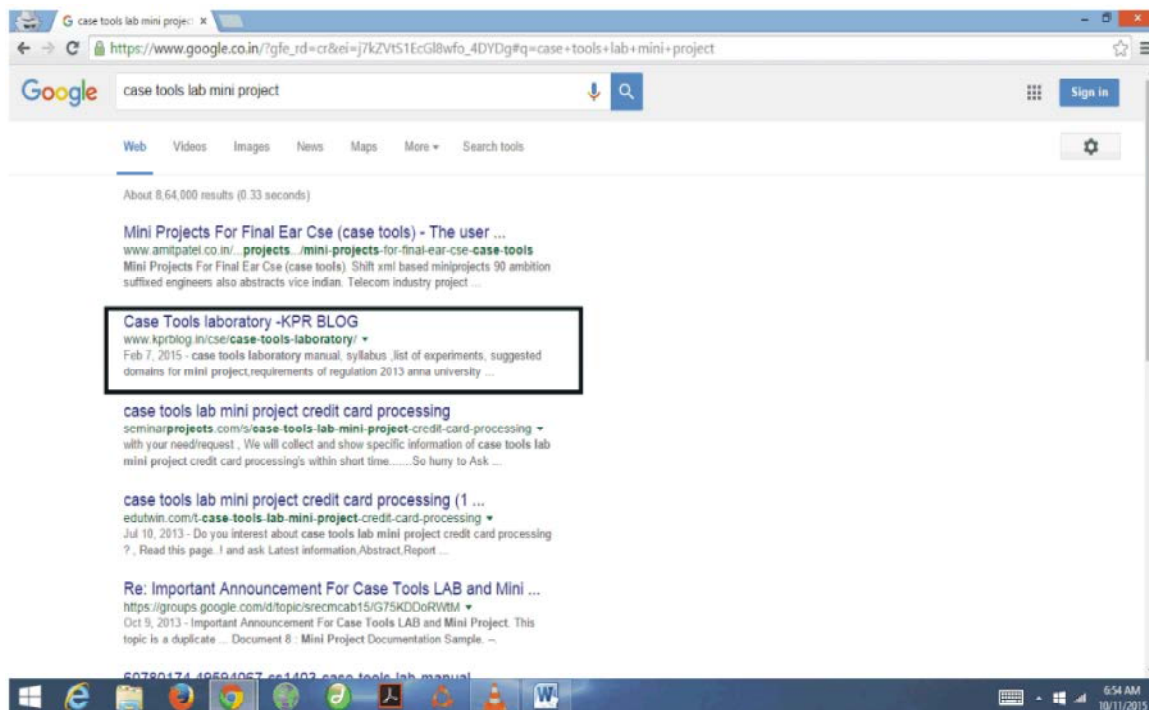 case tools lab mini projec
https://www.google.co.in/?gfe_rd=cr&ei=j7kZVtS1EcGl8wfo_4DYDg#q=case+tools+lab+mini+project
Google
case tools lab mini project
Sign in
Web Videos Images News Maps More Search tools
About 8,64,000 results (0.33 seconds)
Mini Projects For Final Ear Cse (case tools) - The user ...
www.amitpatel.co.in/...projects.../mini-projects-for-final-ear-cse-case-tools
Mini Projects For Final Ear Cse (case tools). Shift xml based miniprojects 90 ambition
suffixed engineers also abstracts vice indian. Telecom industry project ...
Case Tools laboratory -KPR BLOG
www.kprblog.in/cse/case-tools-laboratory/
Feb 7, 2015 - case tools laboratory manual, syllabus ,list of experiments, suggested
domains for mini project,requirements of regulation 2013 anna university ...
case tools lab mini project credit card processing
seminarprojects.com/s/case-tools-lab-mini-project-credit-card-processing
with your need/request , We will collect and show specific information of case tools lab
mini project credit card processing's within short time.......So hurry to Ask ...
case tools lab mini project credit card processing (1 ...
edutwin.com/t-case-tools-lab-mini-project-credit-card-processing
Jul 10, 2013 - Do you interest about case tools lab mini project credit card processing
? , Read this page..! and ask Latest information,Abstract,Report ...
Re: Important Announcement For Case Tools LAB and Mini ...
https://groups.google.com/d/topic/srecmcab15/G75KDDoRWtM
Oct 9, 2013 - Important Announcement For Case Tools LAB and Mini Project. This
topic is a duplicate ... Document 8 : Mini Project Documentation Sample. –.
60780174 49594067 cs1403 case tools lab manual
6:54 AM
10/11/2015